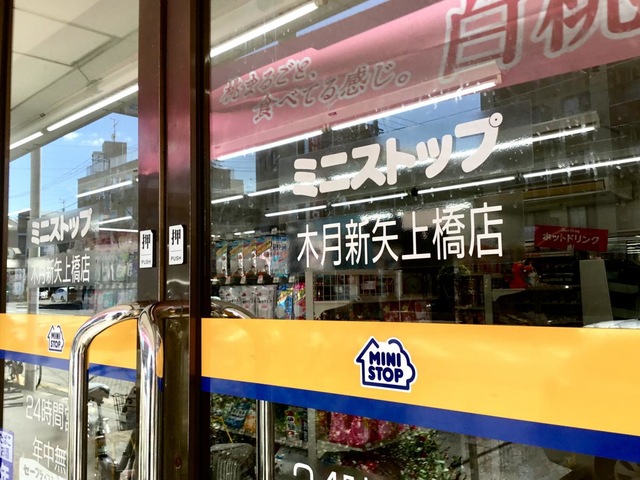 白桃
桃まるごと、
食べてる感じ。
ミニストップ
木月新矢上橋店
ホットドリンク
押
PUSH
押
PUSH
ミニストップ
木月新矢上橋店
MINI
STOP
MINI
STOP
24時間
年中無